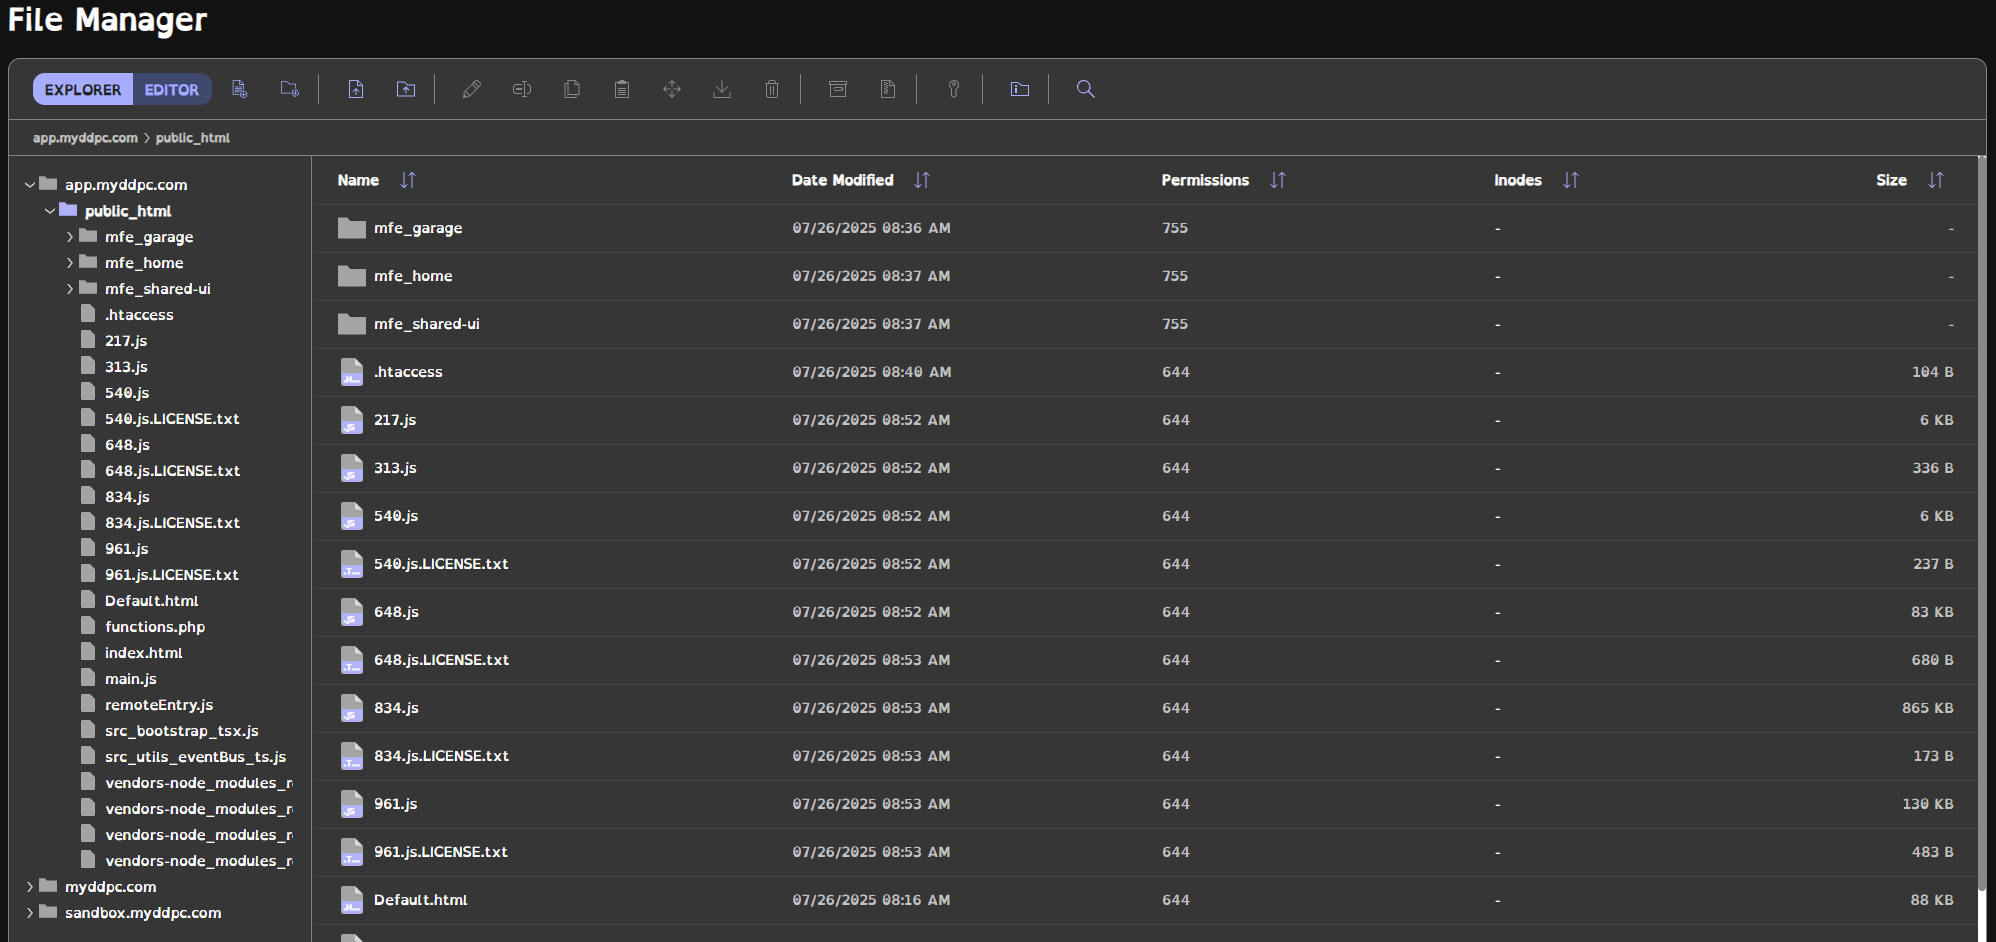 File Manager
EXPLORER EDITOR
app.myddpc.com > public_html
app.myddpc.com
public_html
mfe_garage
mfe_home
mfe_shared-ui
.htaccess
217.js
313.js
540.js
540.js.LICENSE.txt
648.js
648.js.LICENSE.txt
834.js
834.js.LICENSE.txt
961.js
961.js.LICENSE.txt
Default.html
functions.php
index.html
main.js
remoteEntry.js
src_bootstrap_tsx.js
src_utils_eventBus_ts.js
vendors-node_modules_r
vendors-node_modules_r
vendors-node_modules_r
vendors-node_modules_r
myddpc.com
sandbox.myddpc.com
Name Date Modified Permissions Inodes Size
mfe_garage 07/26/2025 08:36 AM 755 - -
mfe_home 07/26/2025 08:37 AM 755 - -
mfe_shared-ui 07/26/2025 08:37 AM 755 - -
.H... .htaccess 07/26/2025 08:40 AM 644 - 104 B
.JS 217.js 07/26/2025 08:52 AM 644 - 6 KB
.JS 313.js 07/26/2025 08:52 AM 644 - 336 B
.JS 540.js 07/26/2025 08:52 AM 644 - 6 KB
.T... 540.js.LICENSE.txt 07/26/2025 08:52 AM 644 - 237 B
.JS 648.js 07/26/2025 08:52 AM 644 - 83 KB
.T... 648.js.LICENSE.txt 07/26/2025 08:53 AM 644 - 680 B
.JS 834.js 07/26/2025 08:53 AM 644 - 865 KB
.T... 834.js.LICENSE.txt 07/26/2025 08:53 AM 644 - 173 B
.JS 961.js 07/26/2025 08:53 AM 644 - 130 KB
.T... 961.js.LICENSE.txt 07/26/2025 08:53 AM 644 - 483 B
.H... Default.html 07/26/2025 08:16 AM 644 - 88 KB